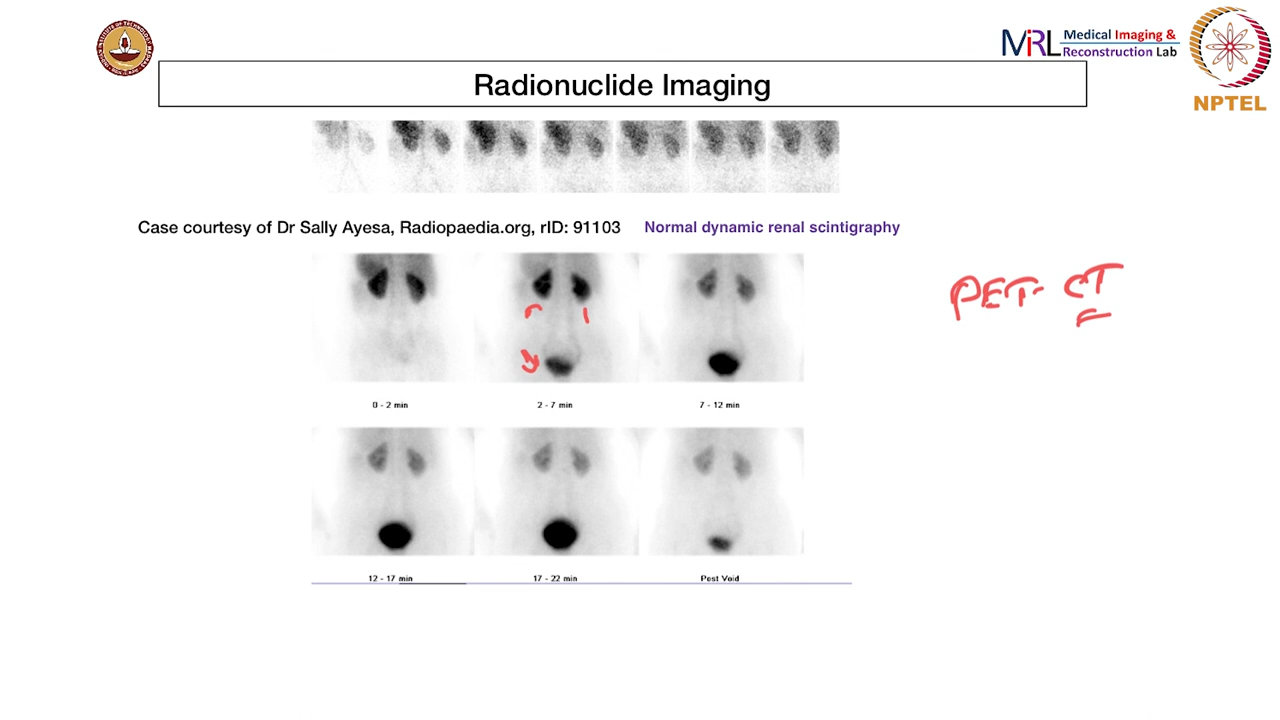 MIRL Medical Imaging &
Reconstruction Lab
NPTEL
Radionuclide Imaging
Case courtesy of Dr Sally Ayesa, Radiopaedia.org, rID: 91103 Normal dynamic renal scintigraphy
PET- CT
0 - 2 min 2 - 7 min 7 - 12 min
12 - 17 min 17 - 22 min Post Void